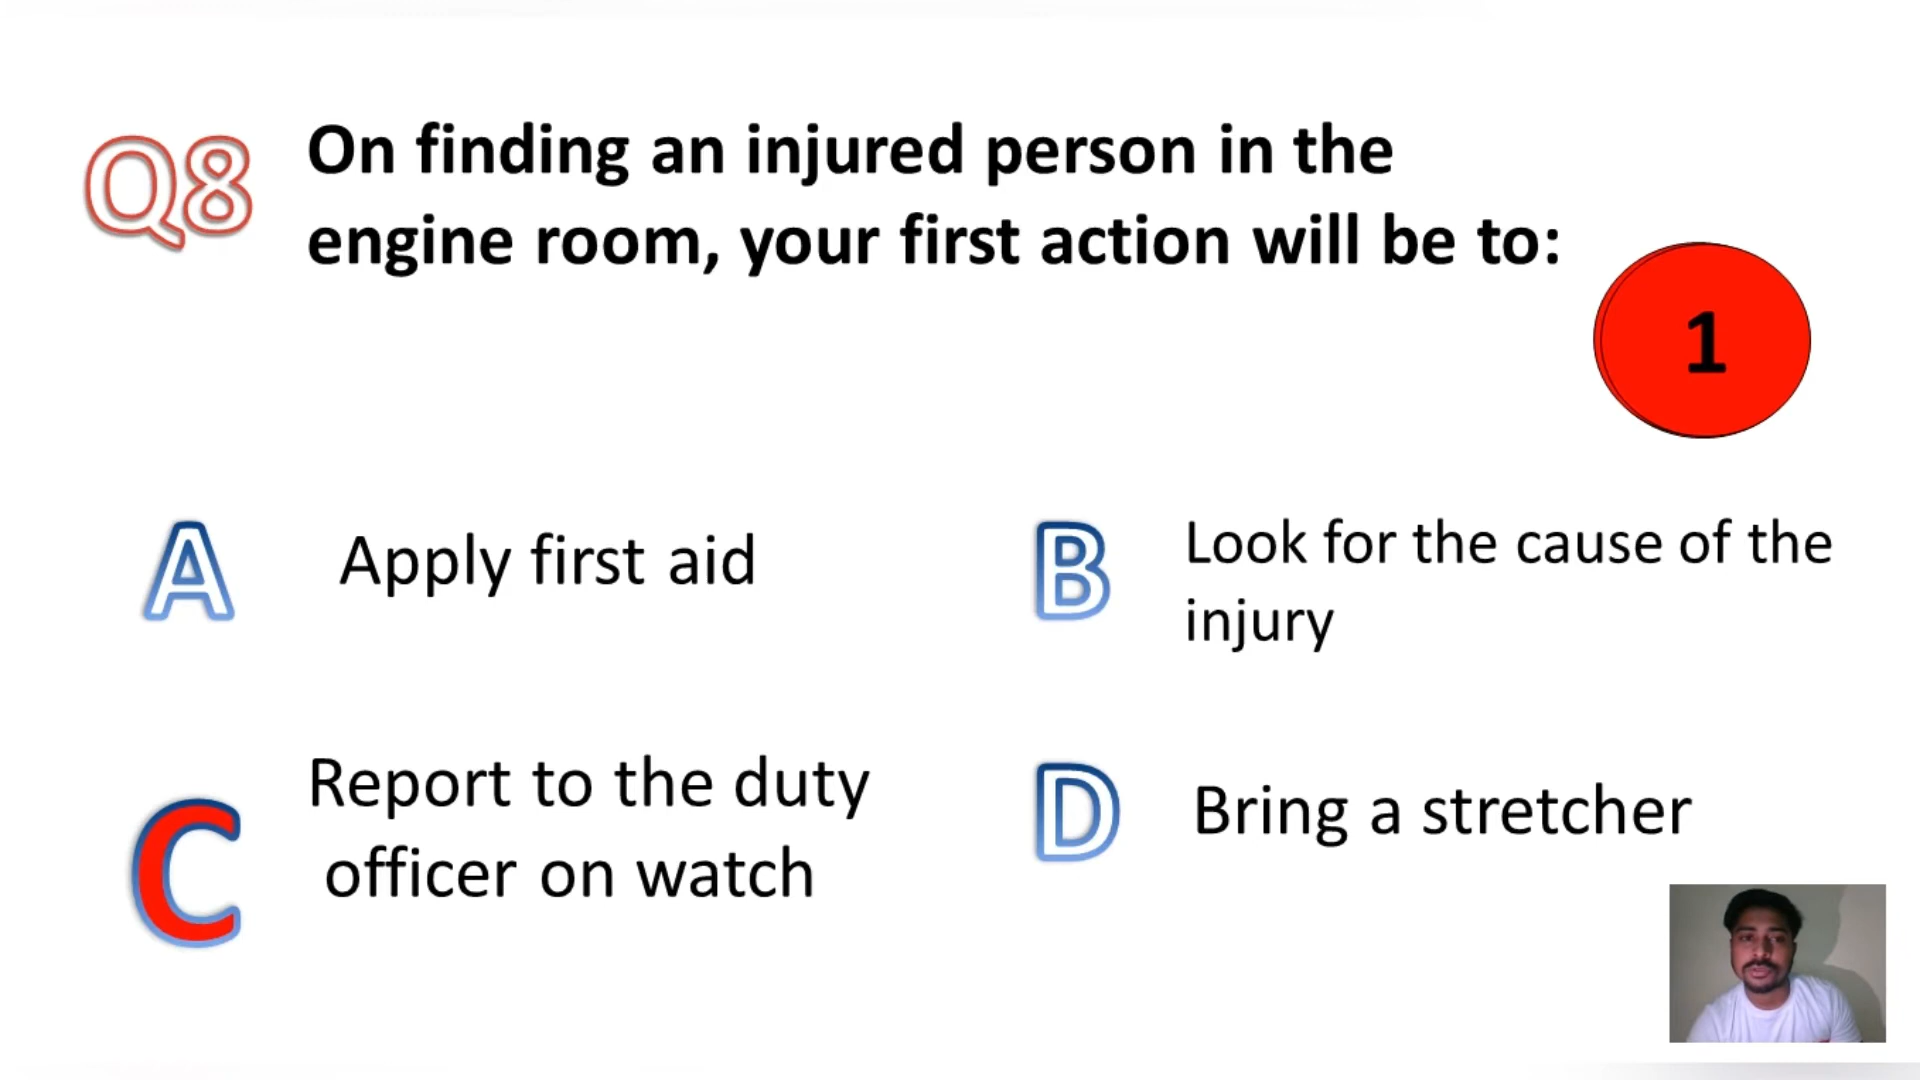 Q8
On finding an injured person in the
engine room, your first action will be to:
1
A
Apply first aid
B
Look for the cause of the
injury
C
Report to the duty
officer on watch
D
Bring a stretcher